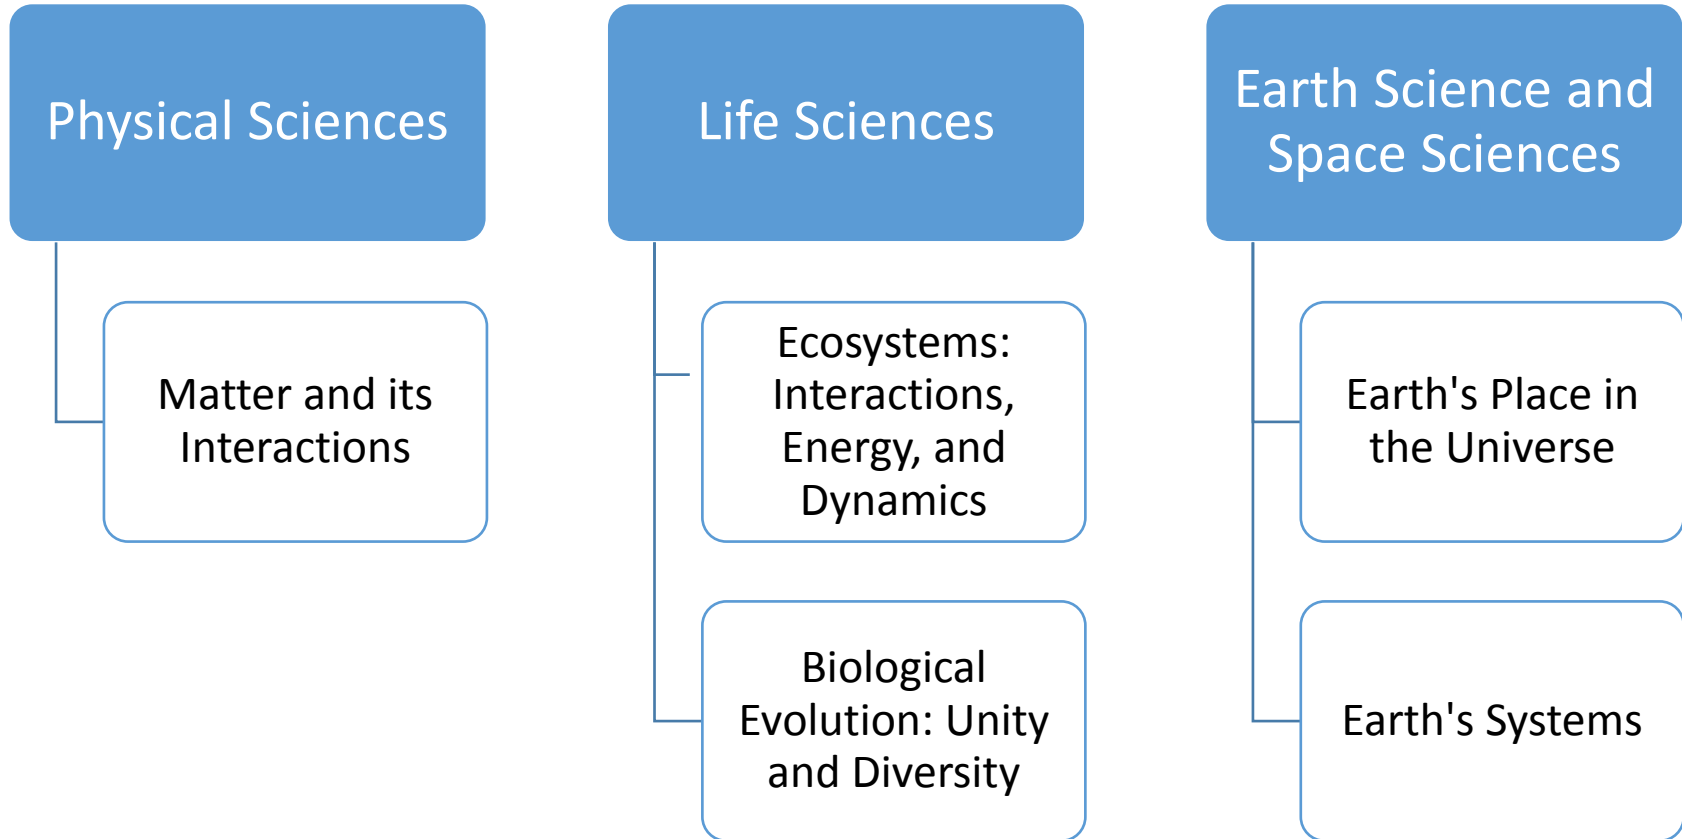 Physical Sciences
Matter and its
Interactions
Life Sciences
Ecosystems:
Interactions,
Energy, and
Dynamics
Biological
Evolution: Unity
and Diversity
Earth Science and
Space Sciences
Earth's Place in
the Universe
Earth's Systems